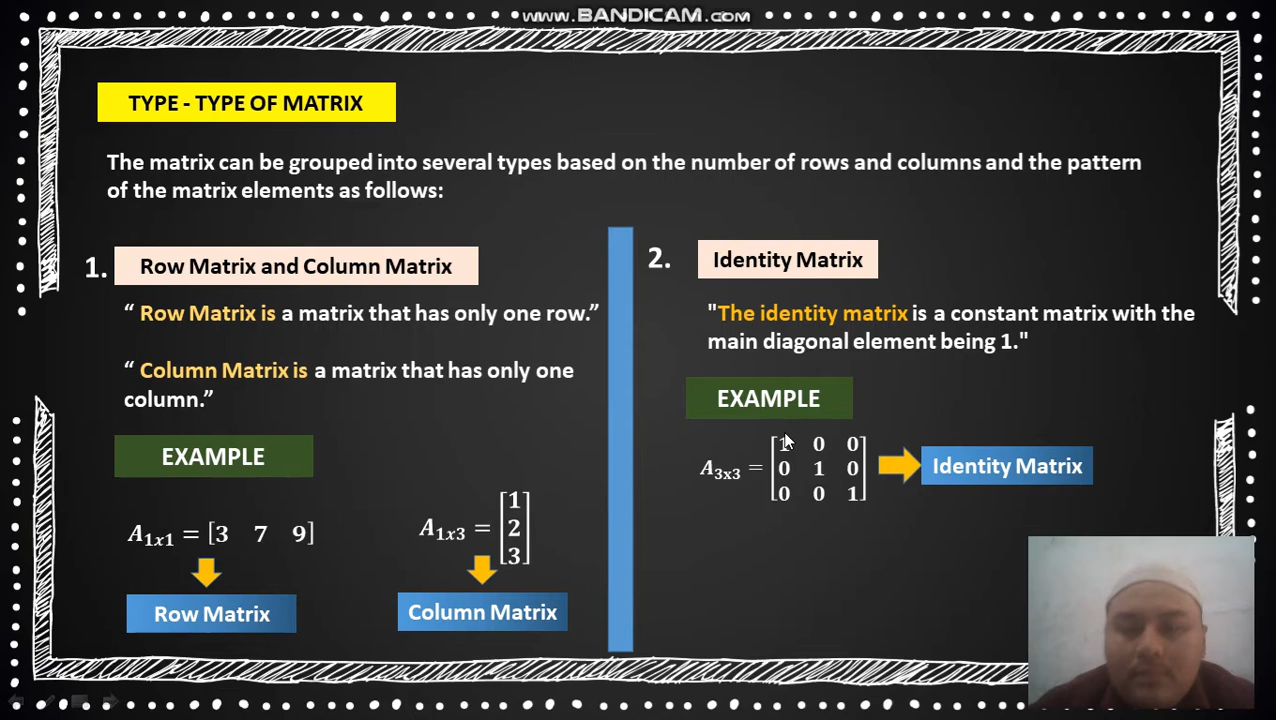 www.BANDICAM.com
TYPE - TYPE OF MATRIX
The matrix can be grouped into several types based on the number of rows and columns and the pattern
of the matrix elements as follows:
1. Row Matrix and Column Matrix
“ Row Matrix is a matrix that has only one row.”
“ Column Matrix is a matrix that has only one
column.”
EXAMPLE
A₁ₓ₁ = [3 7 9]
Row Matrix
A₁ₓ₃ = [1
2
3]
Column Matrix
2. Identity Matrix
"The identity matrix is a constant matrix with the
main diagonal element being 1."
EXAMPLE
A₃ₓ₃ = [1 0 0
0 1 0
0 0 1]
Identity Matrix